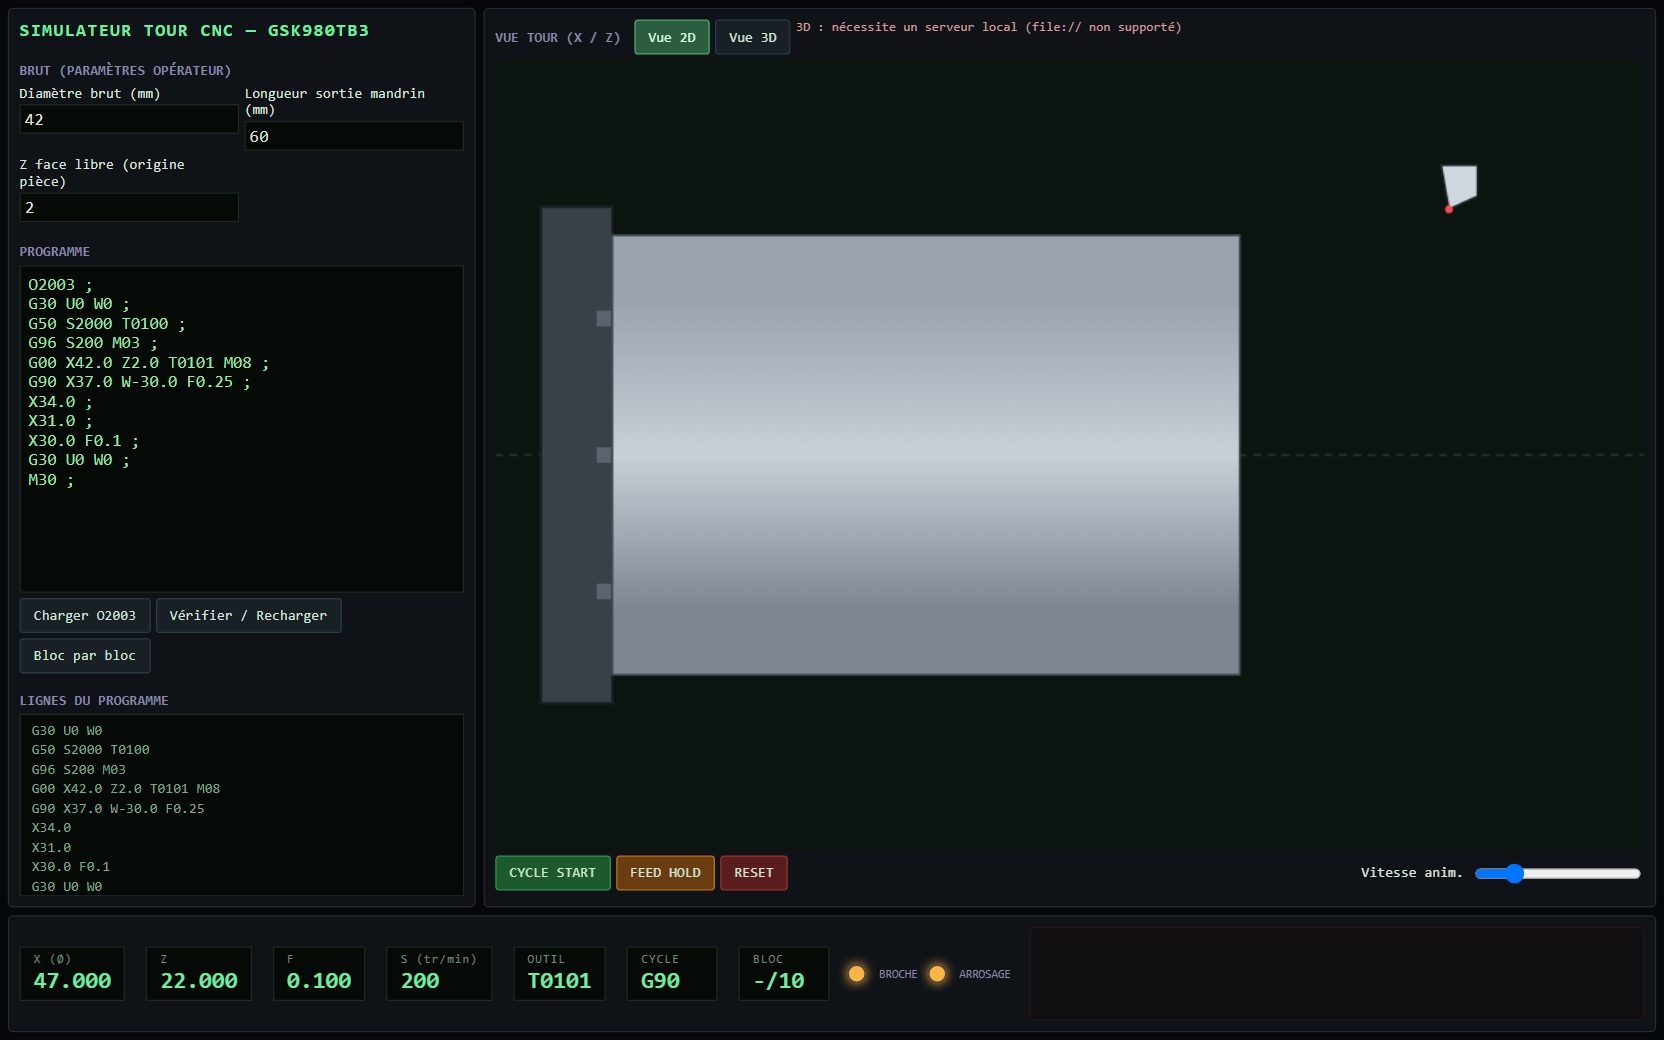 SIMULATEUR TOUR CNC — GSK980TB3
BRUT (PARAMÈTRES OPÉRATEUR)
Diamètre brut (mm)
42
Longueur sortie mandrin
(mm)
60
Z face libre (origine
pièce)
2
PROGRAMME
O2003 ;
G30 U0 W0 ;
G50 S2000 T0100 ;
G96 S200 M03 ;
G00 X42.0 Z2.0 T0101 M08 ;
G90 X37.0 W-30.0 F0.25 ;
X34.0 ;
X31.0 ;
X30.0 F0.1 ;
G30 U0 W0 ;
M30 ;
Charger O2003
Vérifier / Recharger
Bloc par bloc
LIGNES DU PROGRAMME
G30 U0 W0
G50 S2000 T0100
G96 S200 M03
G00 X42.0 Z2.0 T0101 M08
G90 X37.0 W-30.0 F0.25
X34.0
X31.0
X30.0 F0.1
G30 U0 W0
VUE TOUR (X / Z)
Vue 2D
Vue 3D
3D : nécessite un serveur local (file:// non supporté)
CYCLE START
FEED HOLD
RESET
Vitesse anim.
X (Ø)
47.000
Z
22.000
F
0.100
S (tr/min)
200
OUTIL
T0101
CYCLE
G90
BLOC
-/10
BROCHE
ARROSAGE